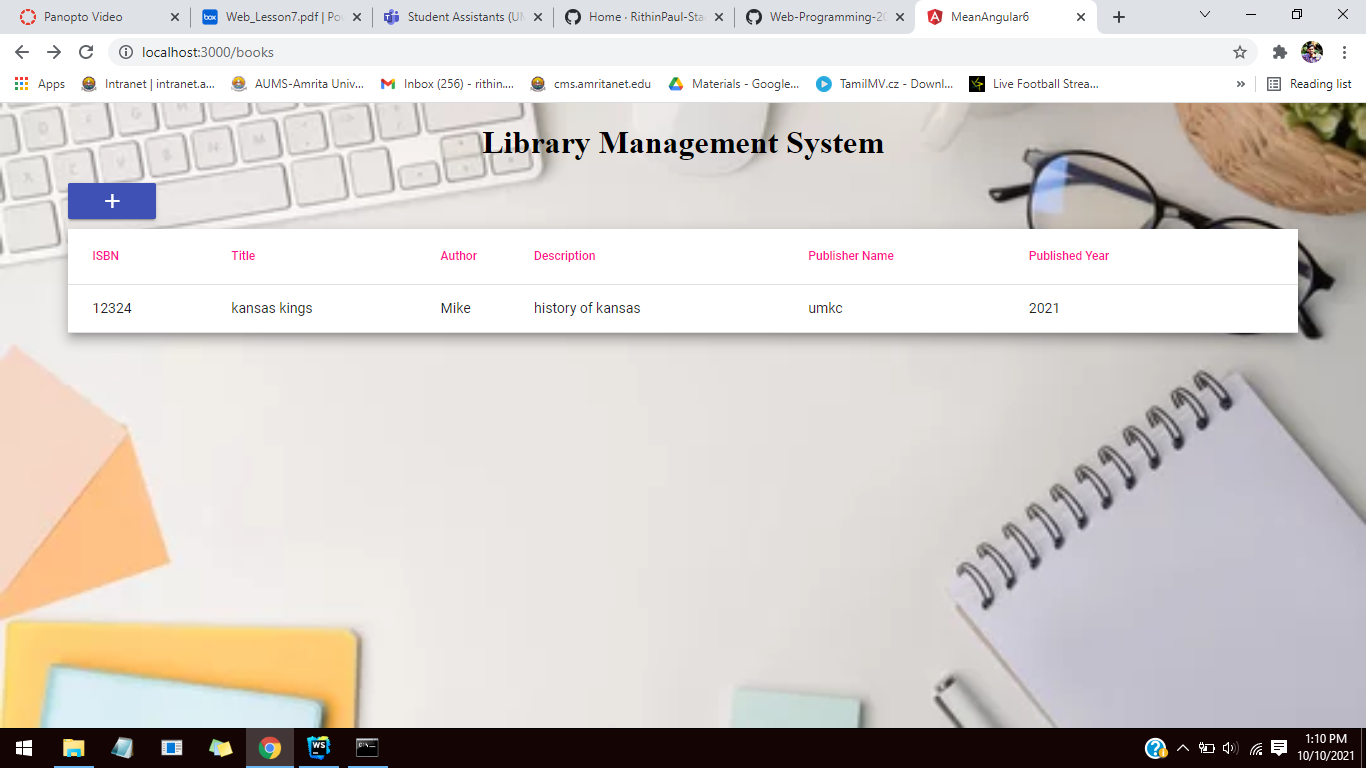 Panopto Video
Web_Lesson7.pdf | Po
Student Assistants (UM
Home · RithinPaul-Sta
Web-Programming-20
MeanAngular6
localhost:3000/books
Apps
Intranet | intranet.a...
AUMS-Amrita Univ...
Inbox (256) - rithin....
cms.amritanet.edu
Materials - Google...
TamilMV.cz - Downl...
Live Football Strea...
»
Reading list
Library Management System
+
ISBN Title Author Description Publisher Name Published Year
12324 kansas kings Mike history of kansas umkc 2021
1:10 PM
10/10/2021